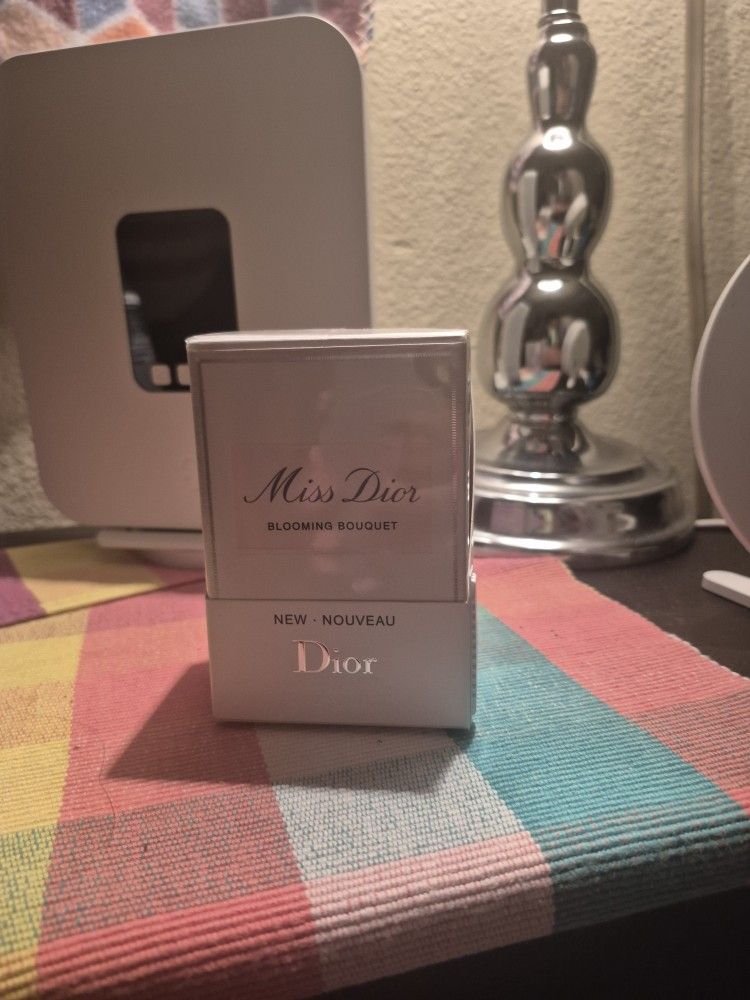 Miss Dior
BLOOMING BOUQUET
NEW · NOUVEAU
Dior